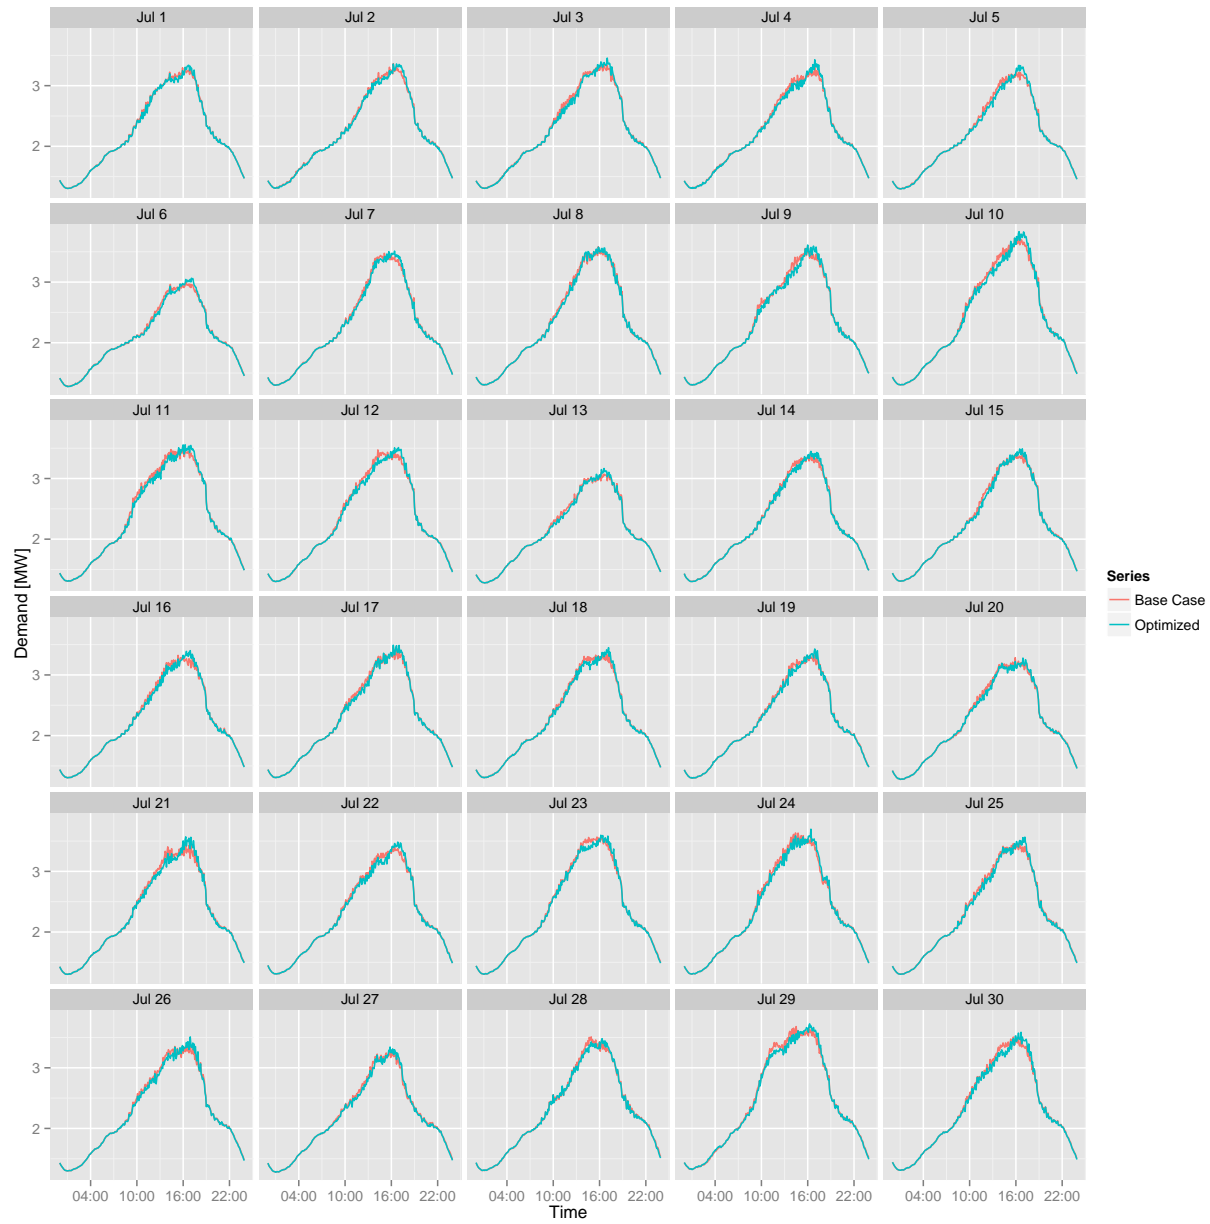 Jul 1 Jul 2 Jul 3 Jul 4 Jul 5
3
2
Jul 6 Jul 7 Jul 8 Jul 9 Jul 10
3
2
Jul 11 Jul 12 Jul 13 Jul 14 Jul 15
3
2
Demand [MW]
Series
Base Case
Optimized
Jul 16 Jul 17 Jul 18 Jul 19 Jul 20
3
2
Jul 21 Jul 22 Jul 23 Jul 24 Jul 25
3
2
Jul 26 Jul 27 Jul 28 Jul 29 Jul 30
3
2
04:00 10:00 16:00 22:00 04:00 10:00 16:00 22:00 04:00 10:00 16:00 22:00 04:00 10:00 16:00 22:00 04:00 10:00 16:00 22:00
Time